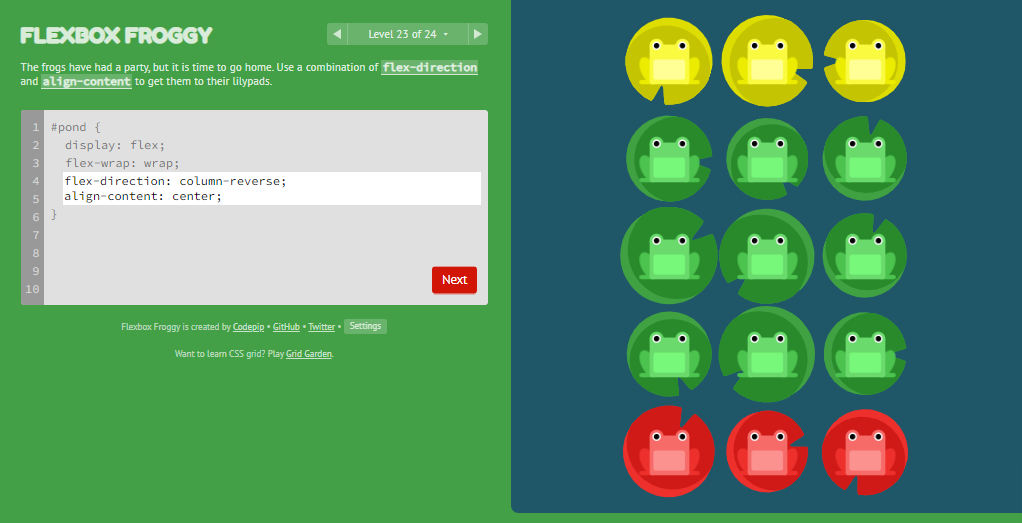 FLEXBOX FROGGY
◀ Level 23 of 24 ▾ ▶
The frogs have had a party, but it is time to go home. Use a combination of flex-direction
and align-content to get them to their lilypads.
1 #pond {
2 display: flex;
3 flex-wrap: wrap;
4 flex-direction: column-reverse;
5 align-content: center;
6 }
7
8
9
10
Next
Flexbox Froggy is created by Codepip • GitHub • Twitter • Settings
Want to learn CSS grid? Play Grid Garden.